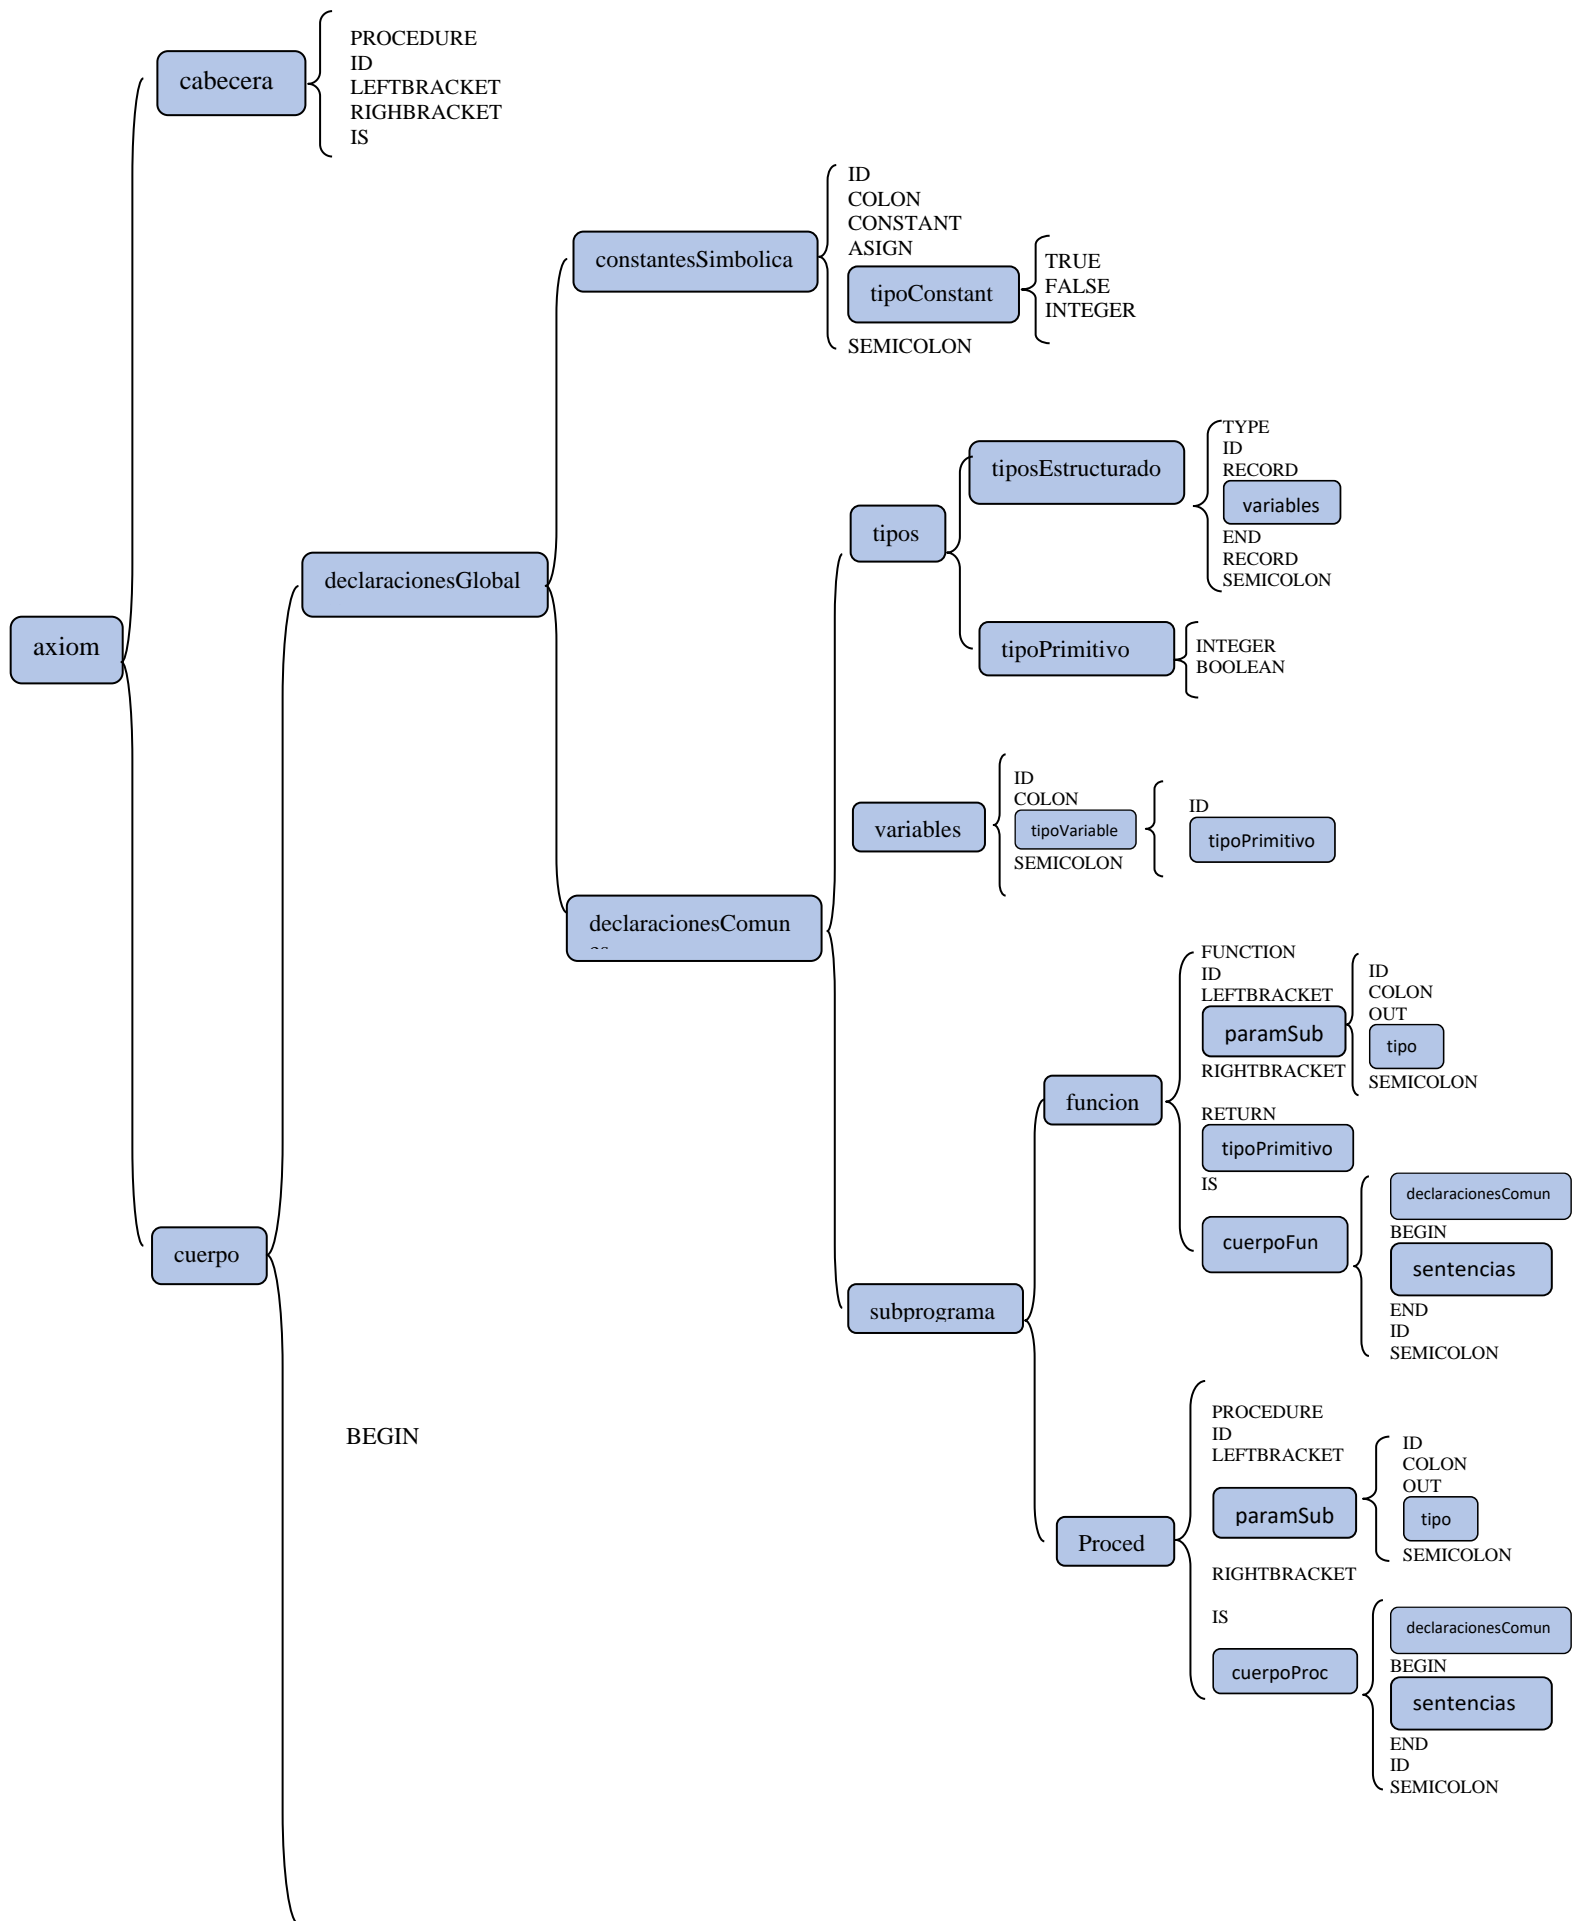 cabecera
PROCEDURE
ID
LEFTBRACKET
RIGHBRACKET
IS
axiom
cuerpo
declaracionesGlobal
BEGIN
constantesSimbolica
ID
COLON
CONSTANT
ASIGN
tipoConstant
TRUE
FALSE
INTEGER
SEMICOLON
declaracionesComun
tipos
tiposEstructurado
TYPE
ID
RECORD
variables
END
RECORD
SEMICOLON
tipoPrimitivo
INTEGER
BOOLEAN
variables
ID
COLON
tipoVariable
SEMICOLON
ID
tipoPrimitivo
subprograma
funcion
FUNCTION
ID
LEFTBRACKET
paramSub
RIGHTBRACKET
ID
COLON
OUT
tipo
SEMICOLON
RETURN
tipoPrimitivo
IS
cuerpoFun
declaracionesComun
BEGIN
sentencias
END
ID
SEMICOLON
Proced
PROCEDURE
ID
LEFTBRACKET
paramSub
ID
COLON
OUT
tipo
SEMICOLON
RIGHTBRACKET
IS
cuerpoProc
declaracionesComun
BEGIN
sentencias
END
ID
SEMICOLON